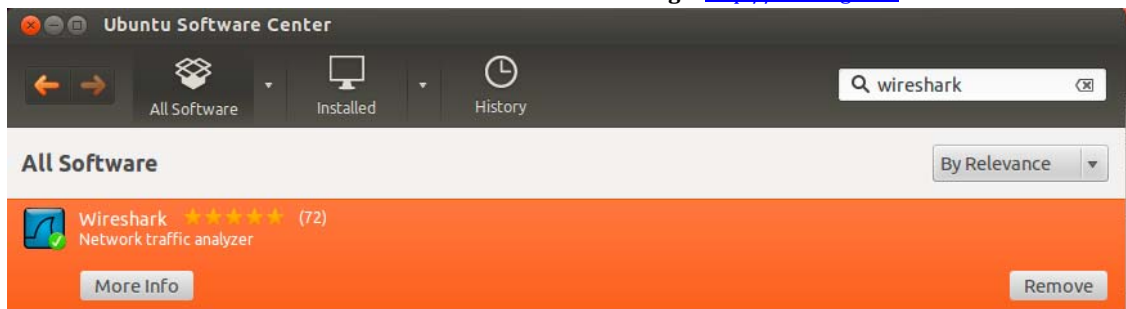 Ubuntu Software Center
All Software
Installed
History
wireshark
All Software
By Relevance
Wireshark (72)
Network traffic analyzer
More Info
Remove